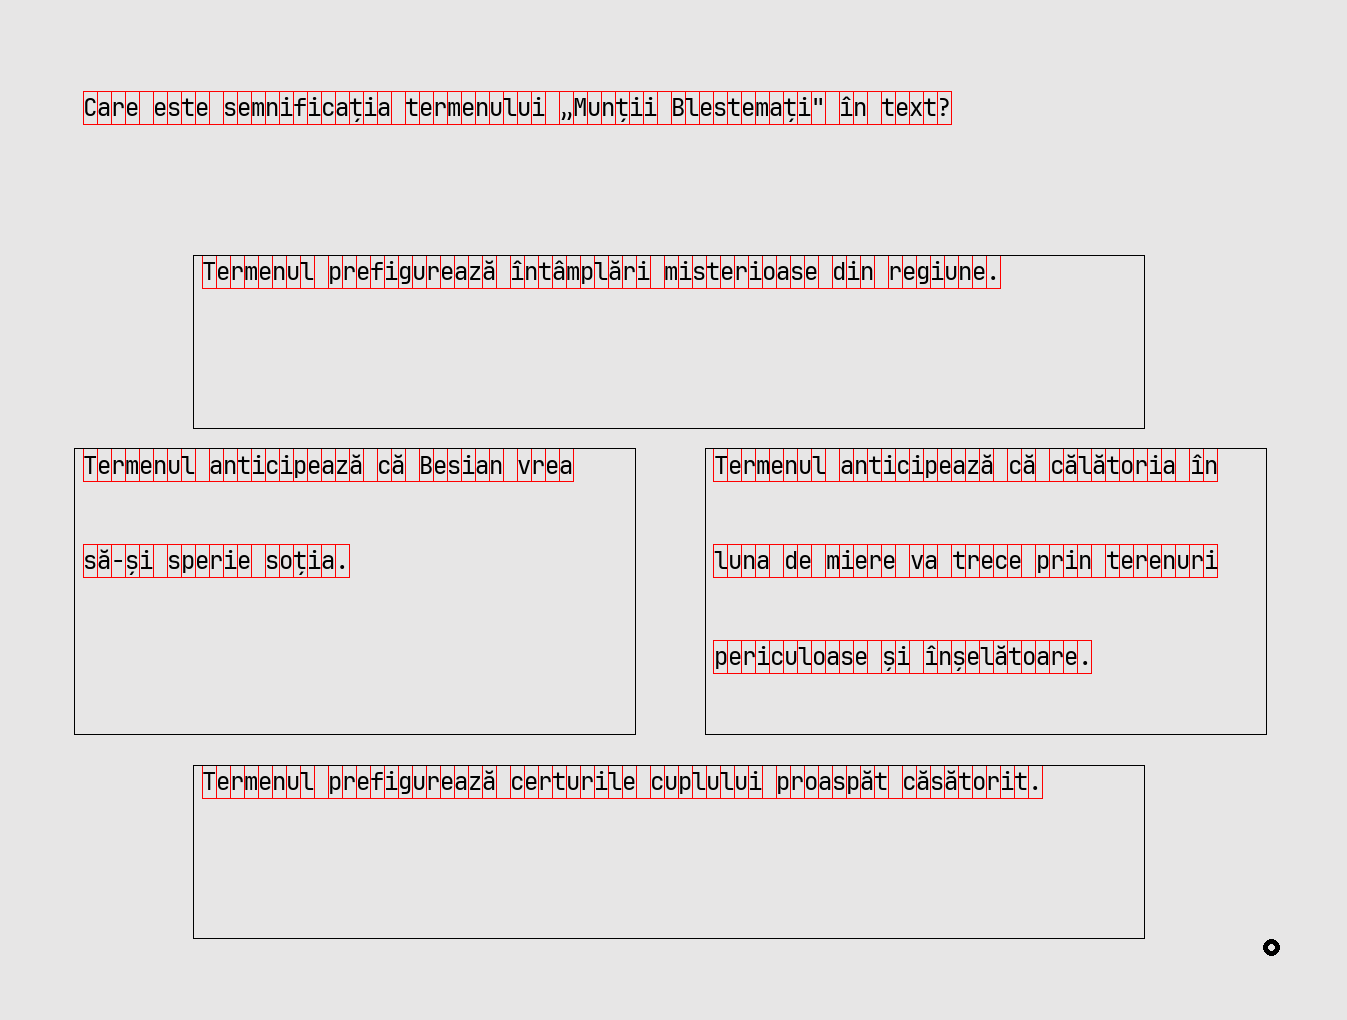 Care este semnificația termenului „Munții Blestemați" în text?
Termenul prefigurează întâmplări misterioase din regiune.
Termenul anticipează că Besian vrea
să-și sperie soția.
Termenul anticipează că călătoria în
luna de miere va trece prin terenuri
periculoase și înșelătoare.
Termenul prefigurează certurile cuplului proaspăt căsătorit.